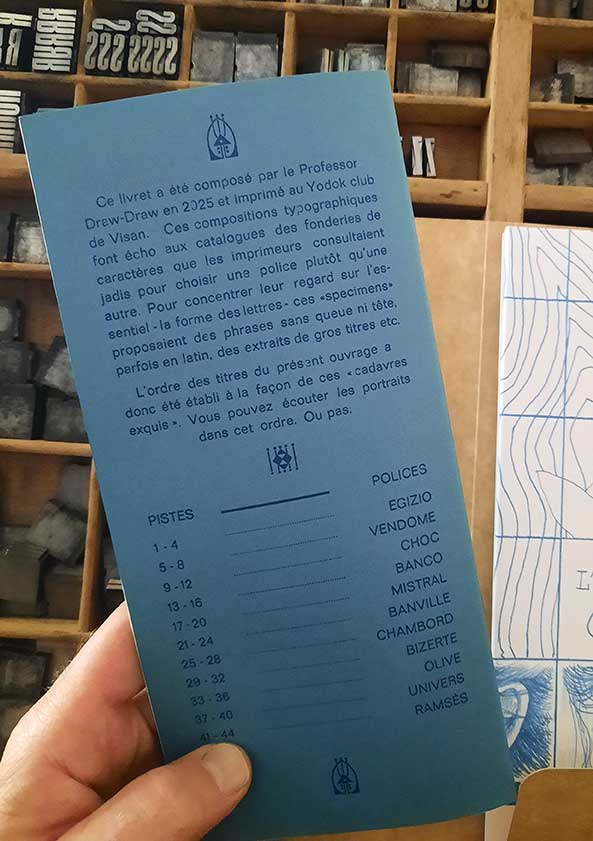 Ce livret a été composé par le Professor
Draw-Draw en 2025 et imprimé au Yodok club
de Visan. Ces compositions typographiques
font écho aux catalogues des fonderies de
caractères que les imprimeurs consultaient
jadis pour choisir une police plutôt qu'une
autre. Pour concentrer leur regard sur l'es-
sentiel - la forme des lettres - ces «specimens»
proposaient des phrases sans queue ni tête,
parfois en latin, des extraits de gros titres etc.
L'ordre des titres du présent ouvrage a
donc été établi à la façon de ces «cadavres
exquis». Vous pouvez écouter les portraits
dans cet ordre. Ou pas.
PISTES POLICES
1 - 4 EGIZIO
5 - 8 VENDOME
9 - 12 CHOC
13 - 16 BANCO
17 - 20 MISTRAL
21 - 24 BANVILLE
25 - 28 CHAMBORD
29 - 32 BIZERTE
33 - 36 OLIVE
37 - 40 UNIVERS
41 - 44 RAMSÈS